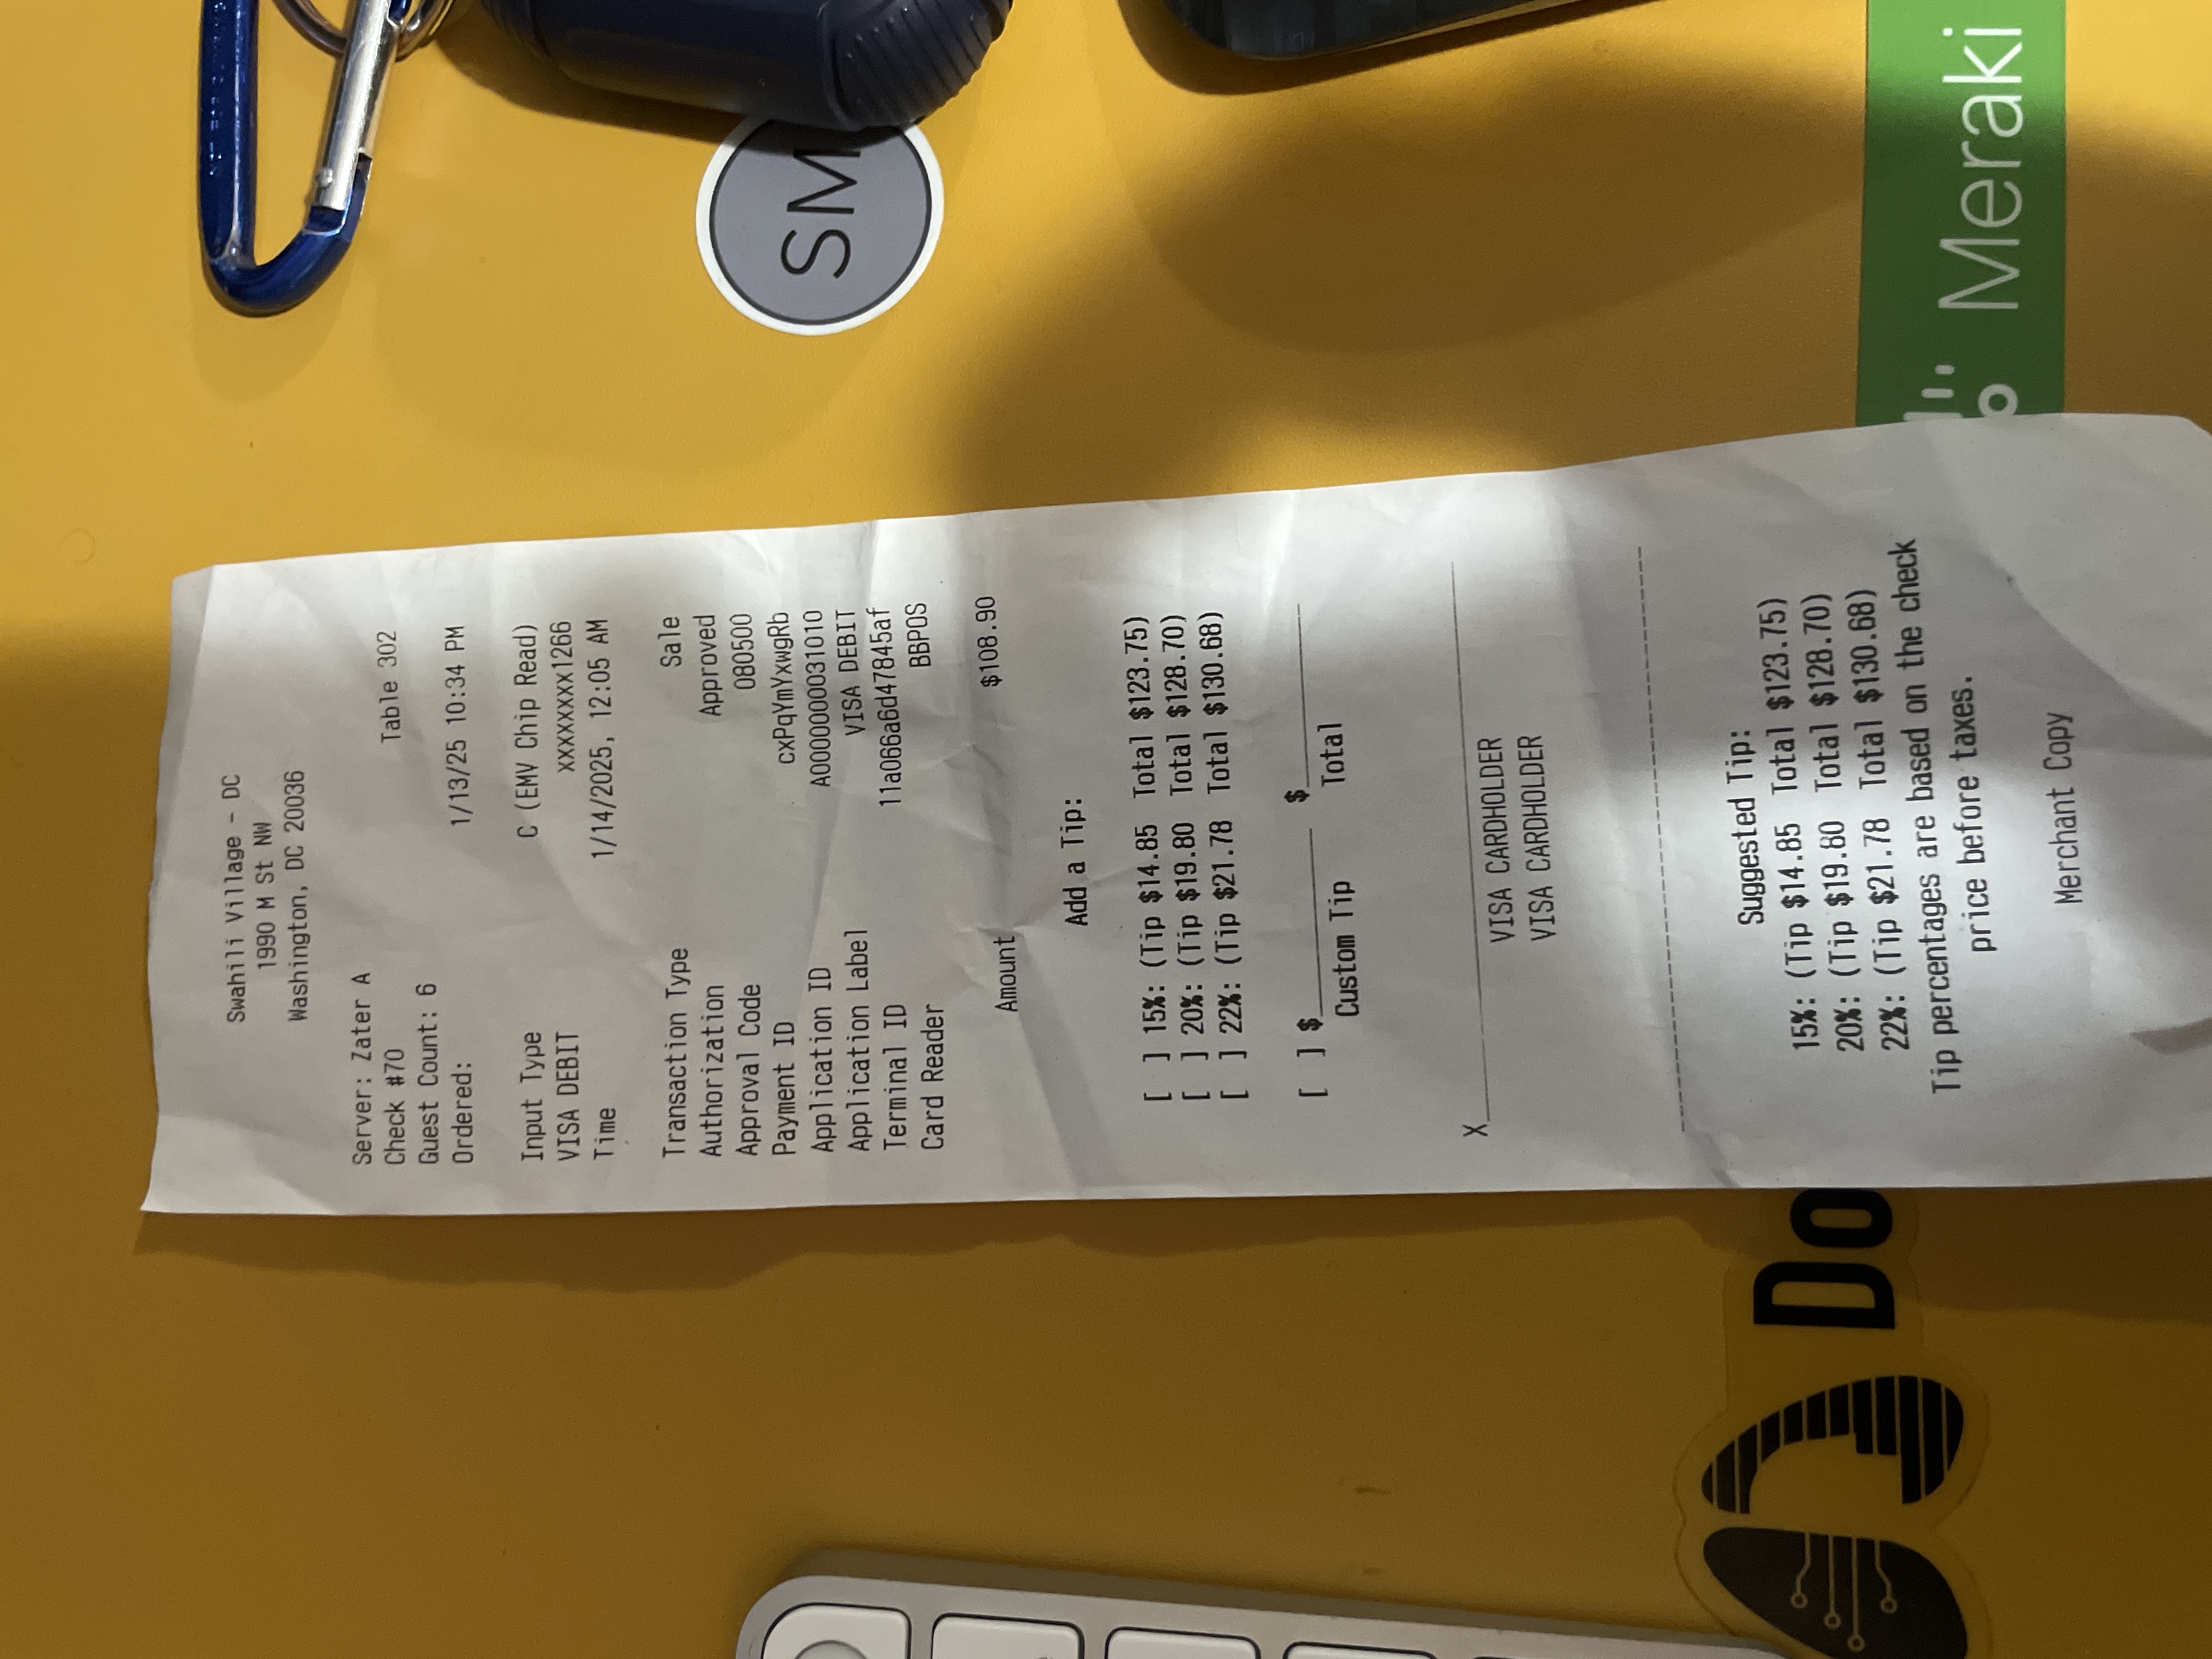 Swahili Village - DC
1990 M St NW
Washington, DC 20036
Server: Zater A
Check #70 Table 302
Guest Count: 6
Ordered: 1/13/25 10:34 PM
Input Type C (EMV Chip Read)
VISA DEBIT xxxxxxxx1266
Time 1/14/2025, 12:05 AM
Transaction Type Sale
Authorization Approved
Approval Code 080500
Payment ID cxPqYmYxwgRb
Application ID A0000000031010
Application Label VISA DEBIT
Terminal ID 11a066a6d47845af
Card Reader BBPOS
Amount $108.90
Add a Tip:
[ ] 15%: (Tip $14.85 Total $123.75)
[ ] 20%: (Tip $19.80 Total $128.70)
[ ] 22%: (Tip $21.78 Total $130.68)
[ ] $__________ $__________
Custom Tip Total
X______________________________
VISA CARDHOLDER
VISA CARDHOLDER
Suggested Tip:
15%: (Tip $14.85 Total $123.75)
20%: (Tip $19.80 Total $128.70)
22%: (Tip $21.78 Total $130.68)
Tip percentages are based on the check
price before taxes.
Merchant Copy
SM
Do
Meraki